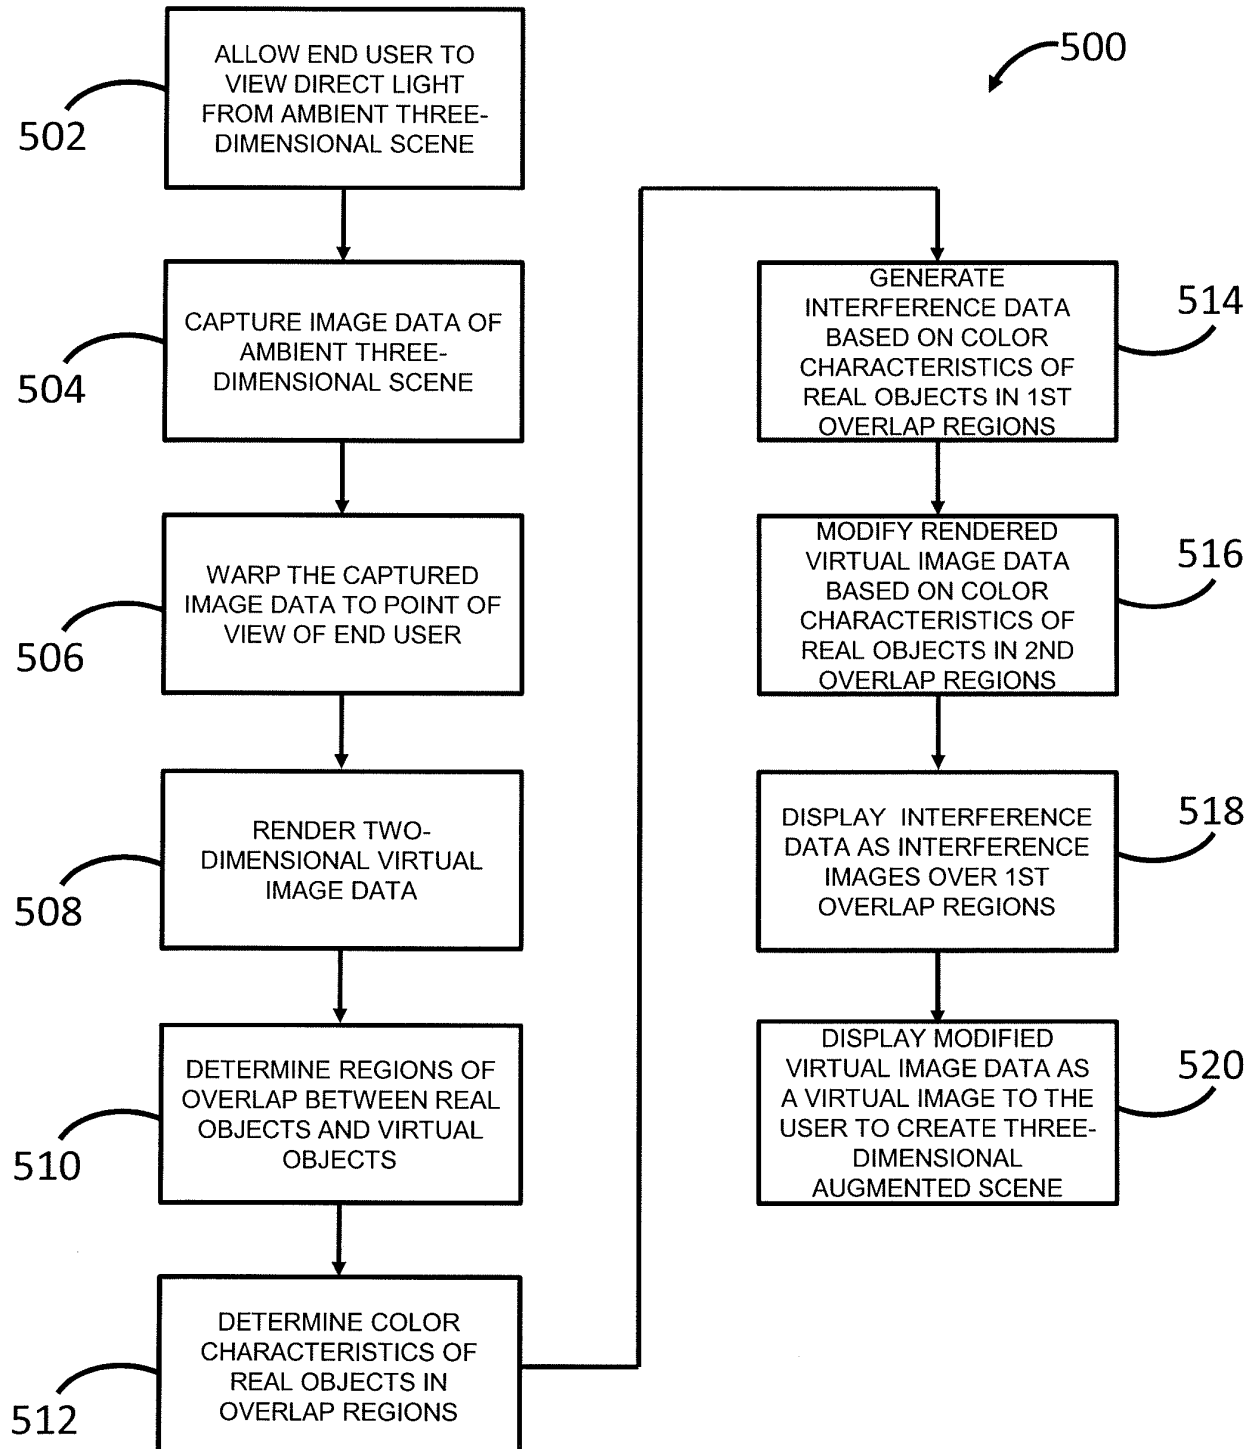 ALLOW END USER TO
VIEW DIRECT LIGHT
FROM AMBIENT THREE-
DIMENSIONAL SCENE
502
CAPTURE IMAGE DATA OF
AMBIENT THREE-
DIMENSIONAL SCENE
504
WARP THE CAPTURED
IMAGE DATA TO POINT OF
VIEW OF END USER
506
RENDER TWO-
DIMENSIONAL VIRTUAL
IMAGE DATA
508
DETERMINE REGIONS OF
OVERLAP BETWEEN REAL
OBJECTS AND VIRTUAL
OBJECTS
510
DETERMINE COLOR
CHARACTERISTICS OF
REAL OBJECTS IN
OVERLAP REGIONS
512
500
GENERATE
INTERFERENCE DATA
BASED ON COLOR
CHARACTERISTICS OF
REAL OBJECTS IN 1ST
OVERLAP REGIONS
514
MODIFY RENDERED
VIRTUAL IMAGE DATA
BASED ON COLOR
CHARACTERISTICS OF
REAL OBJECTS IN 2ND
OVERLAP REGIONS
516
DISPLAY INTERFERENCE
DATA AS INTERFERENCE
IMAGES OVER 1ST
OVERLAP REGIONS
518
DISPLAY MODIFIED
VIRTUAL IMAGE DATA AS
A VIRTUAL IMAGE TO THE
USER TO CREATE THREE-
DIMENSIONAL
AUGMENTED SCENE
520